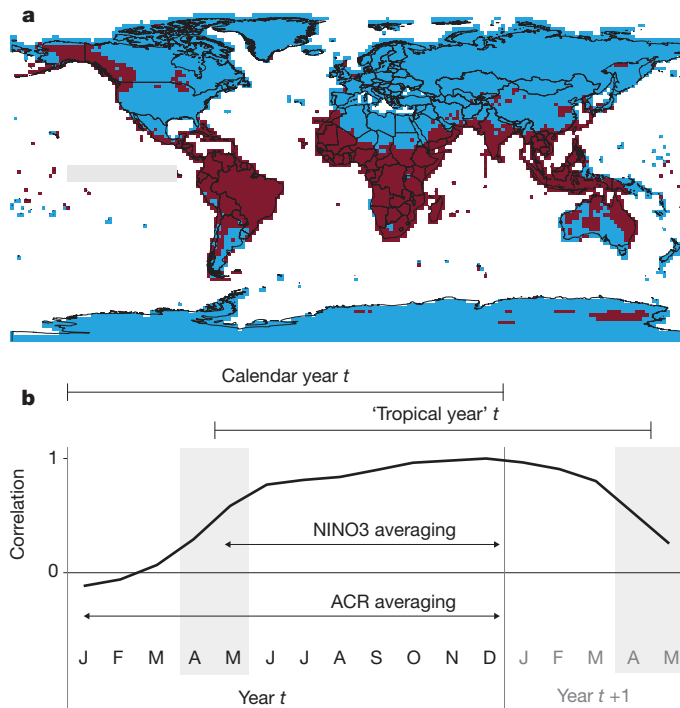 a
b
Calendar year t
'Tropical year' t
1
NINO3 averaging
0
ACR averaging
Correlation
J F M A M J J A S O N D J F M A M
Year t Year t +1